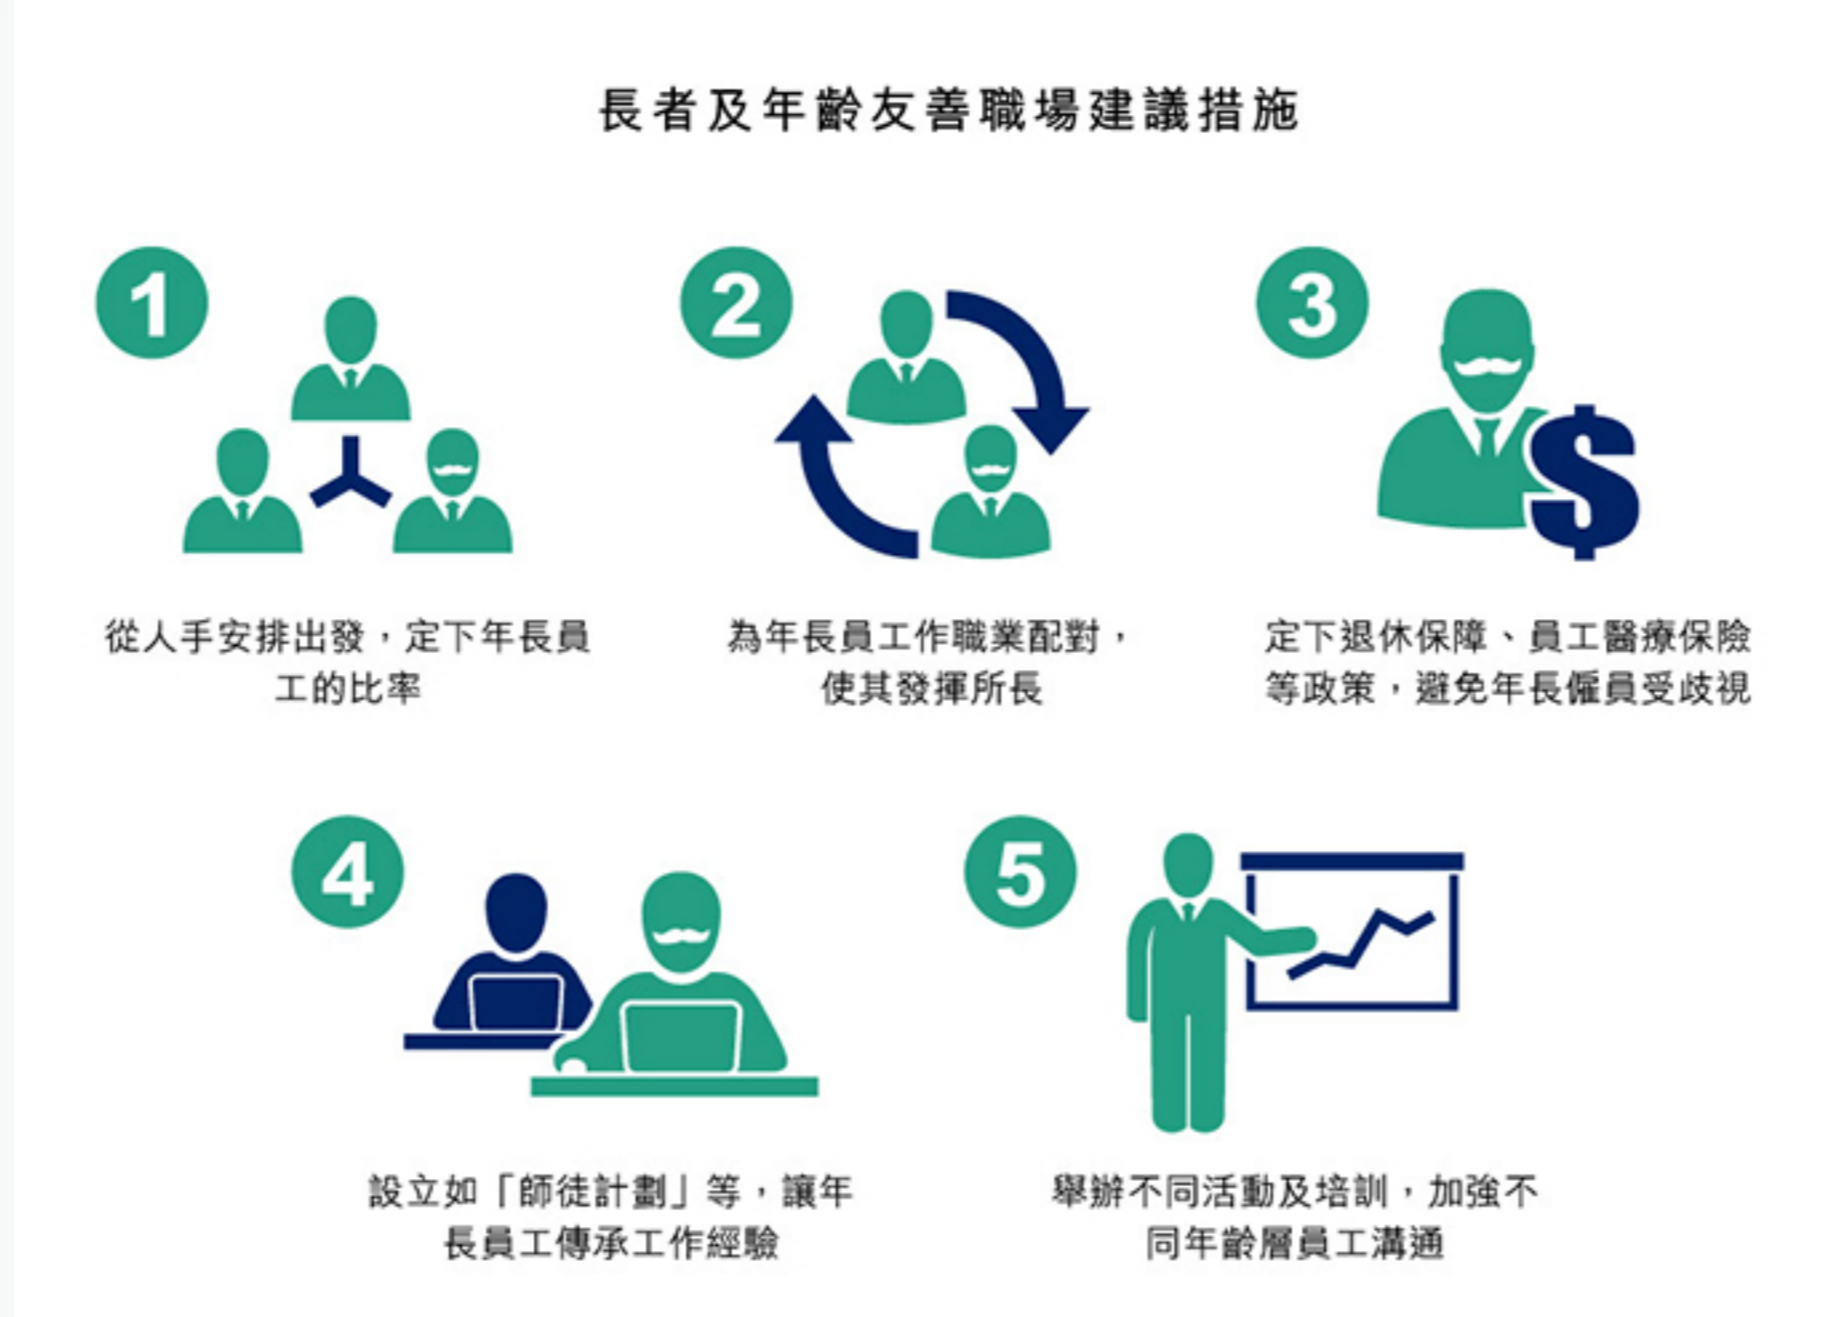 長者及年齡友善職場建議措施
1
從人手安排出發，定下年長員
工的比率
2
為年長員工作職業配對，
使其發揮所長
3
定下退休保障、員工醫療保險
等政策，避免年長僱員受歧視
$
4
設立如「師徒計劃」等，讓年
長員工傳承工作經驗
5
舉辦不同活動及培訓，加強不
同年齡層員工溝通